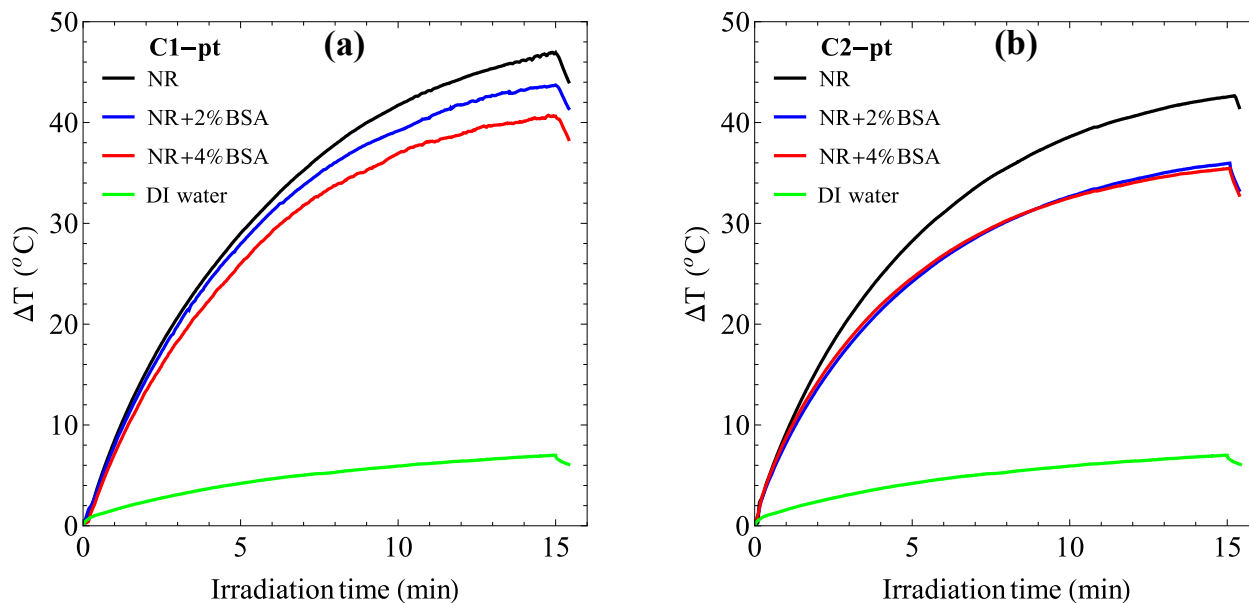 C1−pt (a)
NR
NR+2%BSA
NR+4%BSA
DI water
50
40
30
20
10
0
ΔT (°C)
0 5 10 15
Irradiation time (min)
C2−pt (b)
NR
NR+2%BSA
NR+4%BSA
DI water
50
40
30
20
10
0
ΔT (°C)
0 5 10 15
Irradiation time (min)